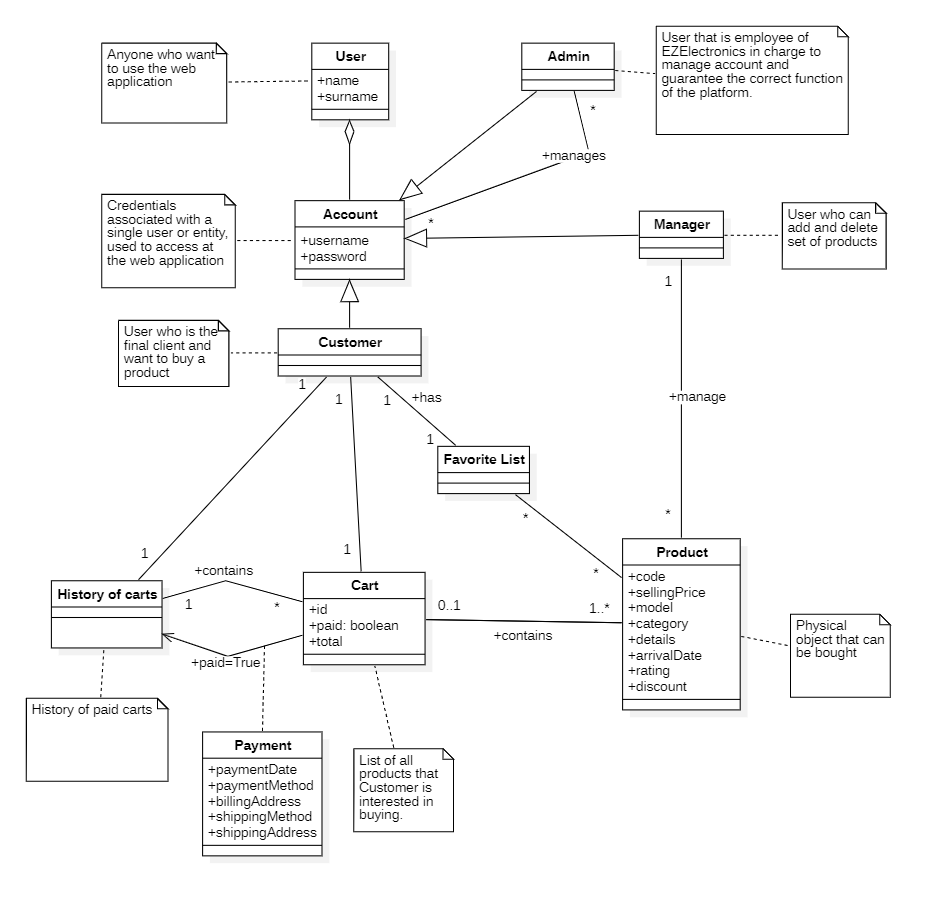 Anyone who want
to use the web
application
User
+name
+surname
Admin
User that is employee of
EZElectronics in charge to
manage account and
guarantee the correct function
of the platform.
*
+manages
*
Credentials
associated with a
single user or entity,
used to access at
the web application
Account
+username
+password
Manager
User who can
add and delete
set of products
1
User who is the
final client and
want to buy a
product
Customer
1
1
1
+has
+manage
1
Favorite List
*
*
*
1
1
Product
+code
+sellingPrice
+model
+category
+details
+arrivalDate
+rating
+discount
+contains
History of carts
1
*
Cart
+id
+paid: boolean
+total
0..1
1..*
+contains
+paid=True
Physical
object that can
be bought
History of paid carts
Payment
+paymentDate
+paymentMethod
+billingAddress
+shippingMethod
+shippingAddress
List of all
products that
Customer is
interested in
buying.